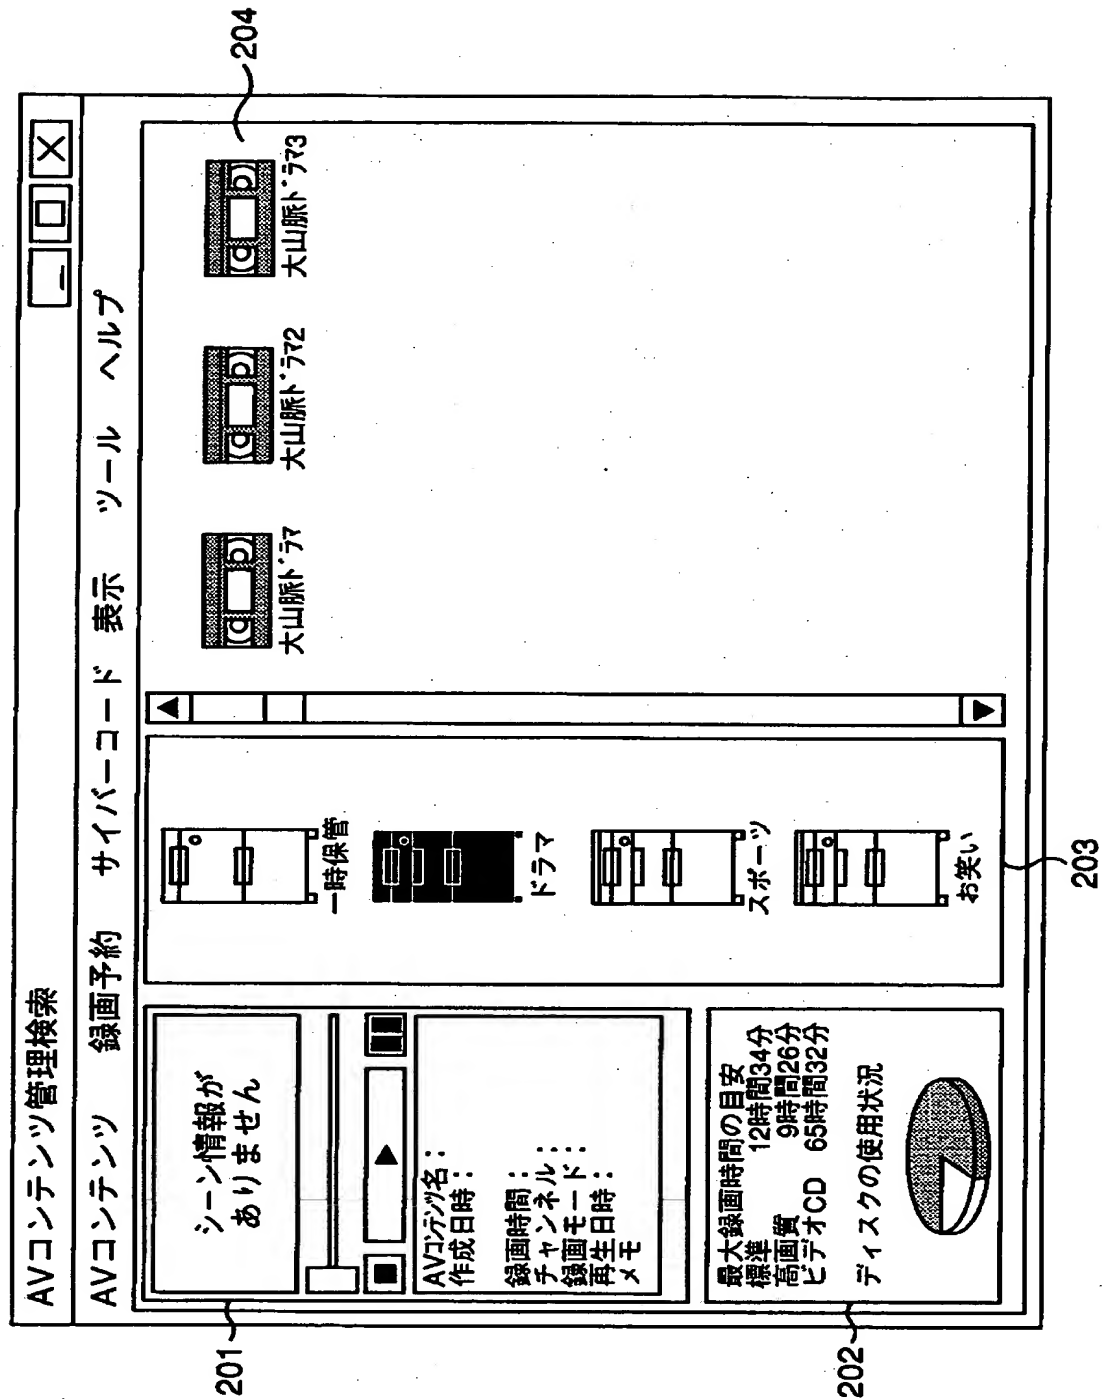 AVコンテンツ管理検索
AVコンテンツ 録画予約 サイバーコード 表示 ツール ヘルプ
201
シーン情報が
ありません
AVコンテンツ名:
作成日時:
録画時間:
チャンネル:
録画モード:
再生日時:
メモ
202
最大録画時間の目安
標準 12時間34分
高画質 9時間26分
ビデオCD 65時間32分
ディスクの使用状況
一時保管
ドラマ
スポーツ
お笑い
203
大山脈ドラマ
大山脈ドラマ2
大山脈ドラマ3
204